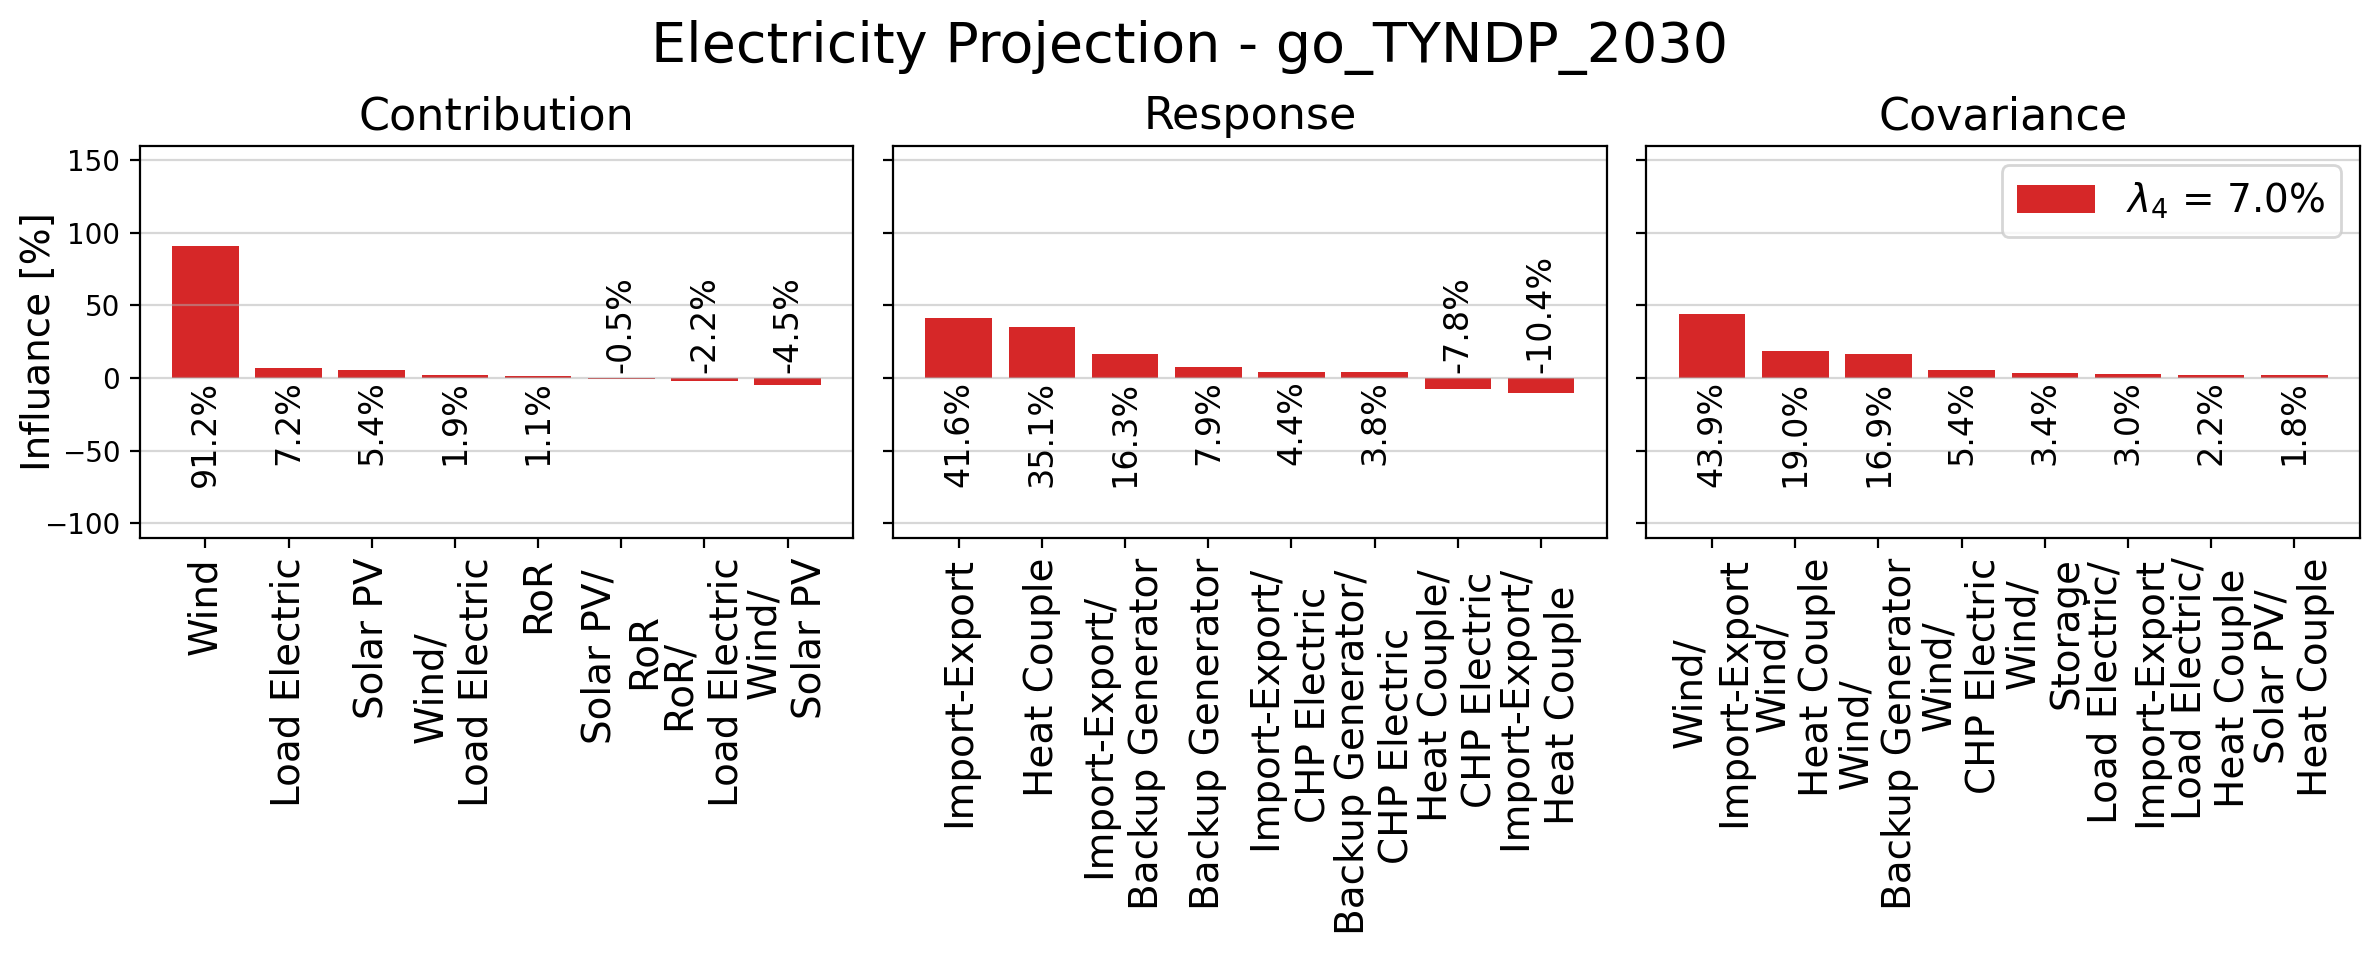 Electricity Projection - go_TYNDP_2030
Contribution
Response
Covariance
Influance [%]
150
100
50
0
−50
−100
91.2%
7.2%
5.4%
1.9%
1.1%
-0.5%
-2.2%
-4.5%
41.6%
35.1%
16.3%
7.9%
4.4%
3.8%
-7.8%
-10.4%
λ4 = 7.0%
43.9%
19.0%
16.9%
5.4%
3.4%
3.0%
2.2%
1.8%
Wind
Load Electric
Solar PV
Wind/
Load Electric
RoR
Solar PV/
RoR
RoR/
Load Electric
Wind/
Solar PV
Import-Export
Heat Couple
Import-Export/
Backup Generator
Backup Generator
Import-Export/
CHP Electric
Backup Generator/
CHP Electric
Heat Couple/
CHP Electric
Import-Export/
Heat Couple
Wind/
Import-Export
Wind/
Heat Couple
Wind/
Backup Generator
Wind/
CHP Electric
Wind/
Storage
Load Electric/
Import-Export
Load Electric/
Heat Couple
Solar PV/
Heat Couple